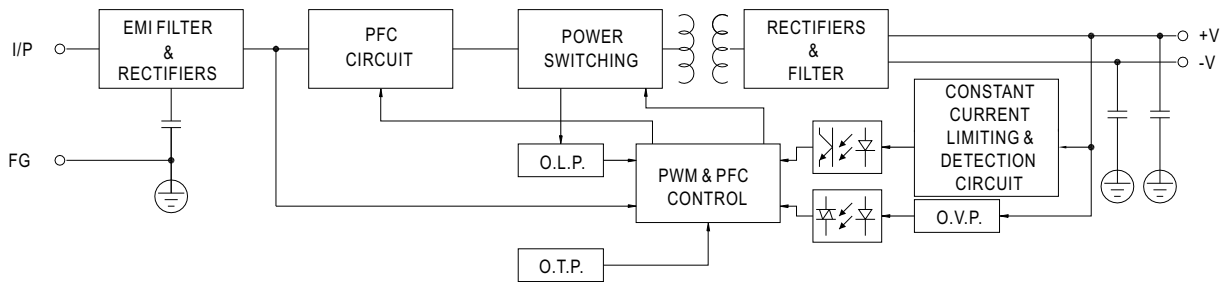 I/P
EMI FILTER
&
RECTIFIERS
PFC
CIRCUIT
POWER
SWITCHING
RECTIFIERS
&
FILTER
+V
-V
CONSTANT
CURRENT
LIMITING &
DETECTION
CIRCUIT
FG
O.L.P.
PWM & PFC
CONTROL
O.V.P.
O.T.P.